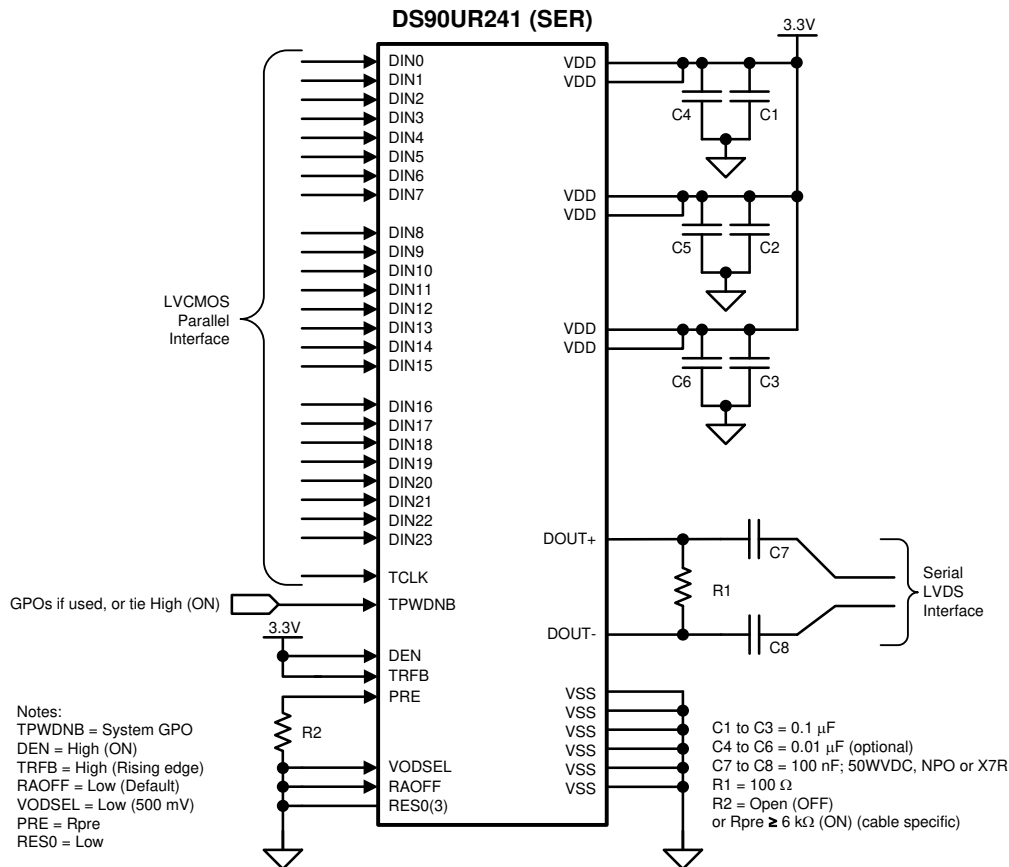 DS90UR241 (SER)
3.3V
DIN0
DIN1
DIN2
DIN3
DIN4
DIN5
DIN6
DIN7
DIN8
DIN9
DIN10
DIN11
DIN12
DIN13
DIN14
DIN15
DIN16
DIN17
DIN18
DIN19
DIN20
DIN21
DIN22
DIN23
TCLK
TPWDNB
DEN
TRFB
PRE
VODSEL
RAOFF
RES0(3)
LVCMOS
Parallel
Interface
GPOs if used, or tie High (ON)
3.3V
R2
VDD
VDD
C4
C1
VDD
VDD
C5
C2
VDD
VDD
C6
C3
DOUT+
DOUT-
R1
C7
C8
Serial
LVDS
Interface
VSS
VSS
VSS
VSS
VSS
VSS
Notes:
TPWDNB = System GPO
DEN = High (ON)
TRFB = High (Rising edge)
RAOFF = Low (Default)
VODSEL = Low (500 mV)
PRE = Rpre
RES0 = Low
C1 to C3 = 0.1 μF
C4 to C6 = 0.01 μF (optional)
C7 to C8 = 100 nF; 50WVDC, NPO or X7R
R1 = 100 Ω
R2 = Open (OFF)
or Rpre ≥ 6 kΩ (ON) (cable specific)